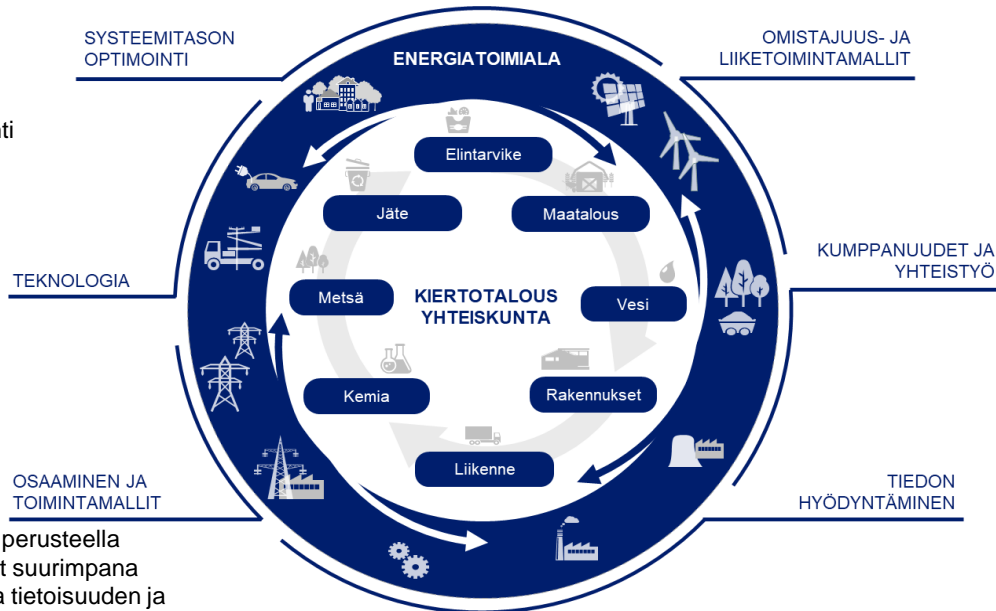 SYSTEEMITASON
OPTIMOINTI
ENERGIATOIMIALA
OMISTAJUUS- JA
LIIKETOIMINTAMALLIT
Elintarvike
Jäte
Maatalous
TEKNOLOGIA
KUMPPANUUDET JA
YHTEISTYÖ
Metsä
KIERTOTALOUS
YHTEISKUNTA
Vesi
Kemia
Rakennukset
Liikenne
OSAAMINEN JA
TOIMINTAMALLIT
TIEDON
HYÖDYNTÄMINEN
perusteella
suurimpana
tietoisuuden ja